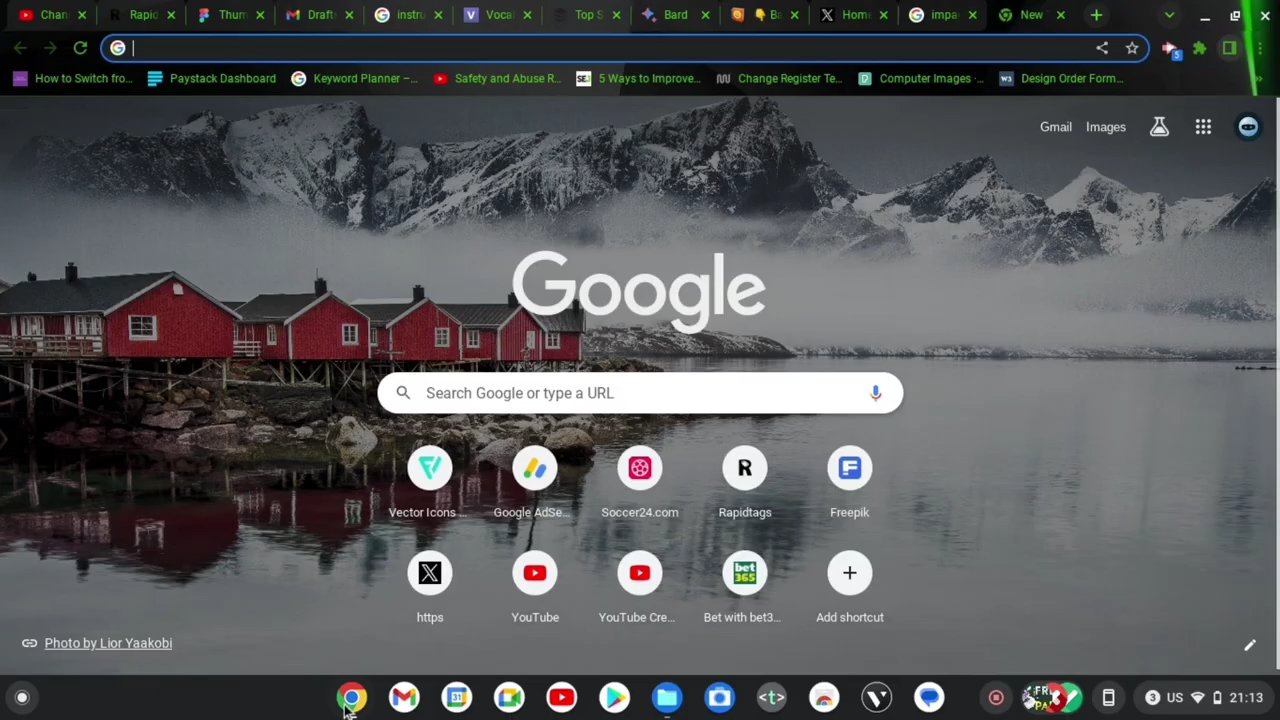 Chan
Rapid
Thum
Draft
instru
Voca
Top S
Bard
Ba
Home
impa
New
How to Switch fro...
Paystack Dashboard
Keyword Planner –...
Safety and Abuse R...
5 Ways to Improve...
Change Register Te...
Computer Images ·...
Design Order Form...
Gmail
Images
Google
Search Google or type a URL
Vector Icons ...
Google AdSe...
Soccer24.com
Rapidtags
Freepik
https
YouTube
YouTube Cre...
Bet with bet3...
Add shortcut
Photo by Lior Yaakobi
3 US 21:13